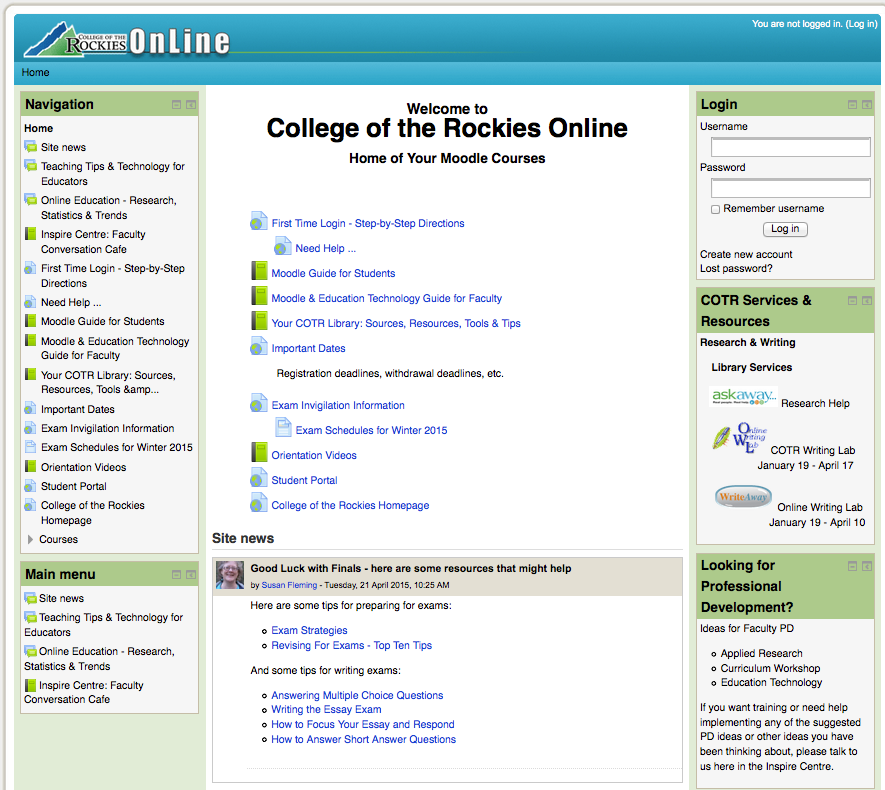 You are not logged in. (Log in)
COLLEGE OF THE
ROCKIES OnLine
Home
Navigation
Home
Site news
Teaching Tips & Technology for
Educators
Online Education - Research,
Statistics & Trends
Inspire Centre: Faculty
Conversation Cafe
First Time Login - Step-by-Step
Directions
Need Help ...
Moodle Guide for Students
Moodle & Education Technology
Guide for Faculty
Your COTR Library: Sources,
Resources, Tools &amp...
Important Dates
Exam Invigilation Information
Exam Schedules for Winter 2015
Orientation Videos
Student Portal
College of the Rockies
Homepage
Courses
Main menu
Site news
Teaching Tips & Technology for
Educators
Online Education - Research,
Statistics & Trends
Inspire Centre: Faculty
Conversation Cafe
Welcome to
College of the Rockies Online
Home of Your Moodle Courses
First Time Login - Step-by-Step Directions
Need Help ...
Moodle Guide for Students
Moodle & Education Technology Guide for Faculty
Your COTR Library: Sources, Resources, Tools & Tips
Important Dates
Registration deadlines, withdrawal deadlines, etc.
Exam Invigilation Information
Exam Schedules for Winter 2015
Orientation Videos
Student Portal
College of the Rockies Homepage
Site news
Good Luck with Finals - here are some resources that might help
by Susan Fleming - Tuesday, 21 April 2015, 10:25 AM
Here are some tips for preparing for exams:
Exam Strategies
Revising For Exams - Top Ten Tips
And some tips for writing exams:
Answering Multiple Choice Questions
Writing the Essay Exam
How to Focus Your Essay and Respond
How to Answer Short Answer Questions
Login
Username
Password
Remember username
Log in
Create new account
Lost password?
COTR Services &
Resources
Research & Writing
Library Services
askaway...
Research Help
Online
Writing
Lab
COTR Writing Lab
January 19 - April 17
WriteAway
Online Writing Lab
January 19 - April 10
Looking for
Professional
Development?
Ideas for Faculty PD
Applied Research
Curriculum Workshop
Education Technology
If you want training or need help
implementing any of the suggested
PD ideas or other ideas you have
been thinking about, please talk to
us here in the Inspire Centre.